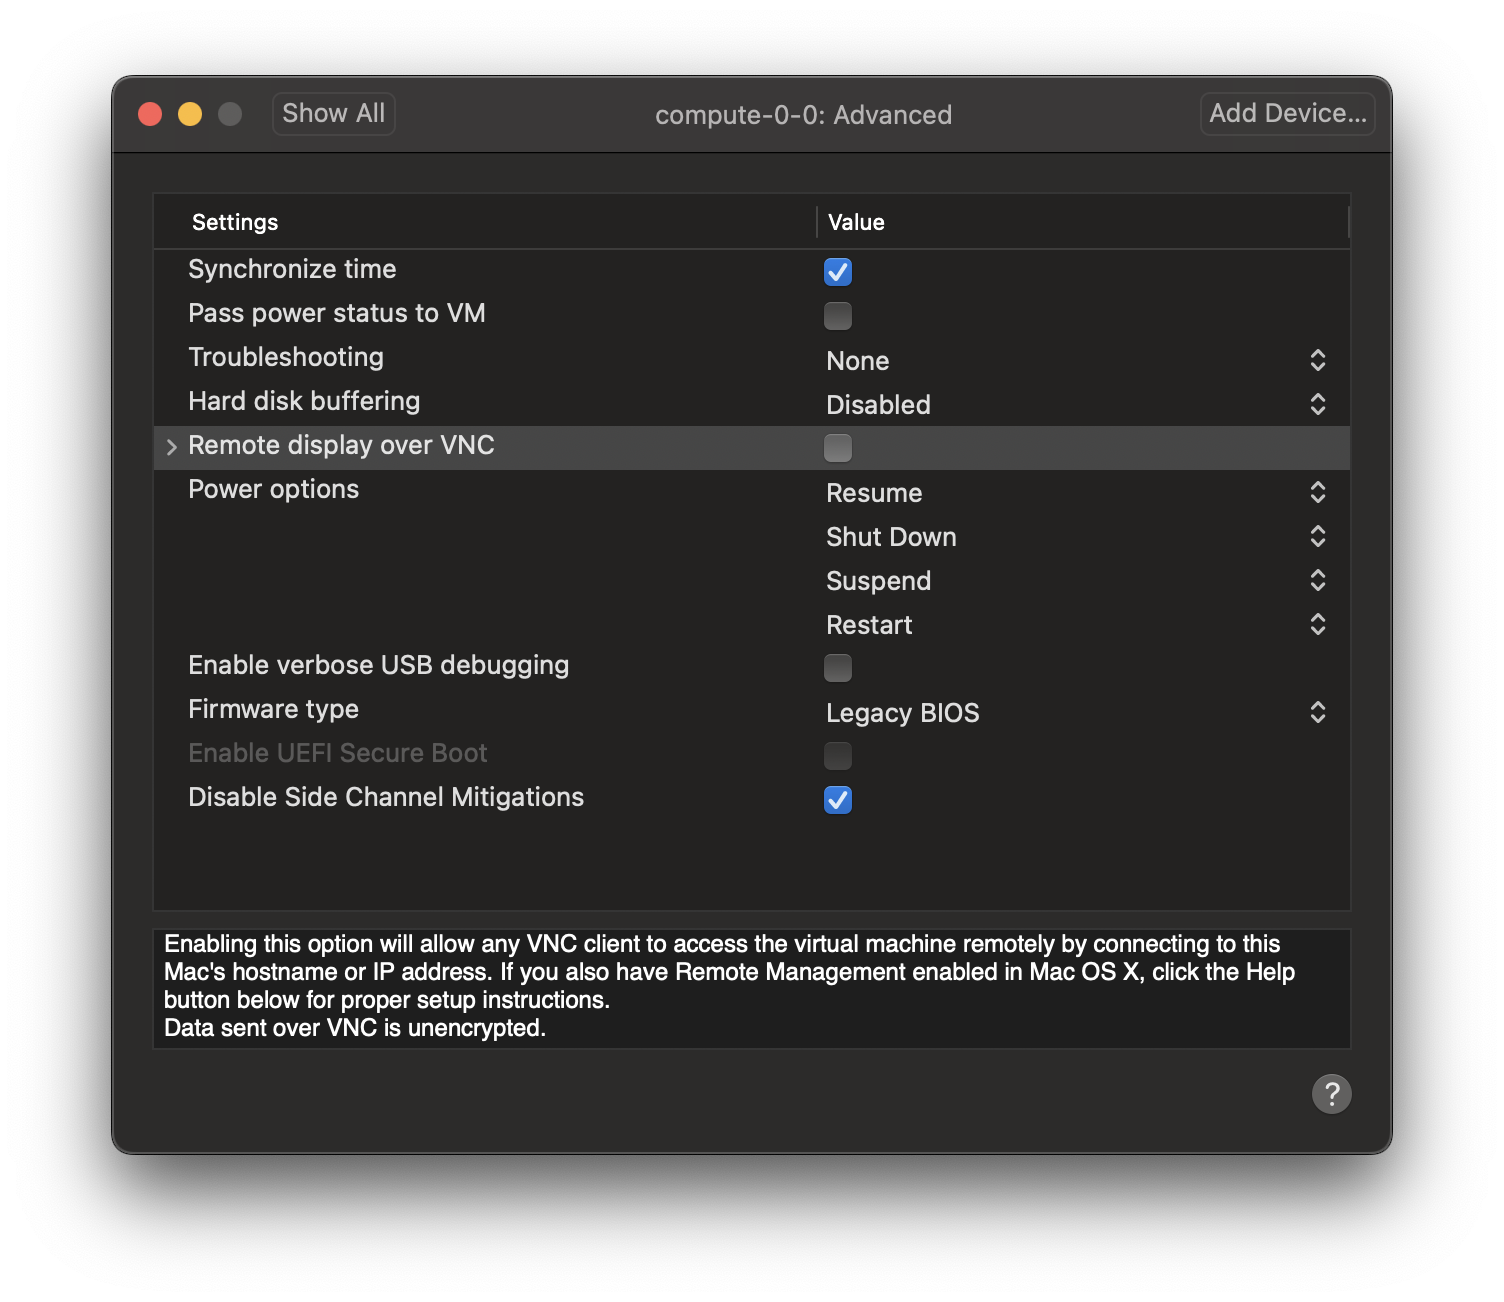 Show All
compute-0-0: Advanced
Add Device...
Settings
Value
Synchronize time
Pass power status to VM
Troubleshooting
None
Hard disk buffering
Disabled
Remote display over VNC
Power options
Resume
Shut Down
Suspend
Restart
Enable verbose USB debugging
Firmware type
Legacy BIOS
Enable UEFI Secure Boot
Disable Side Channel Mitigations
Enabling this option will allow any VNC client to access the virtual machine remotely by connecting to this
Mac's hostname or IP address. If you also have Remote Management enabled in Mac OS X, click the Help
button below for proper setup instructions.
Data sent over VNC is unencrypted.
?